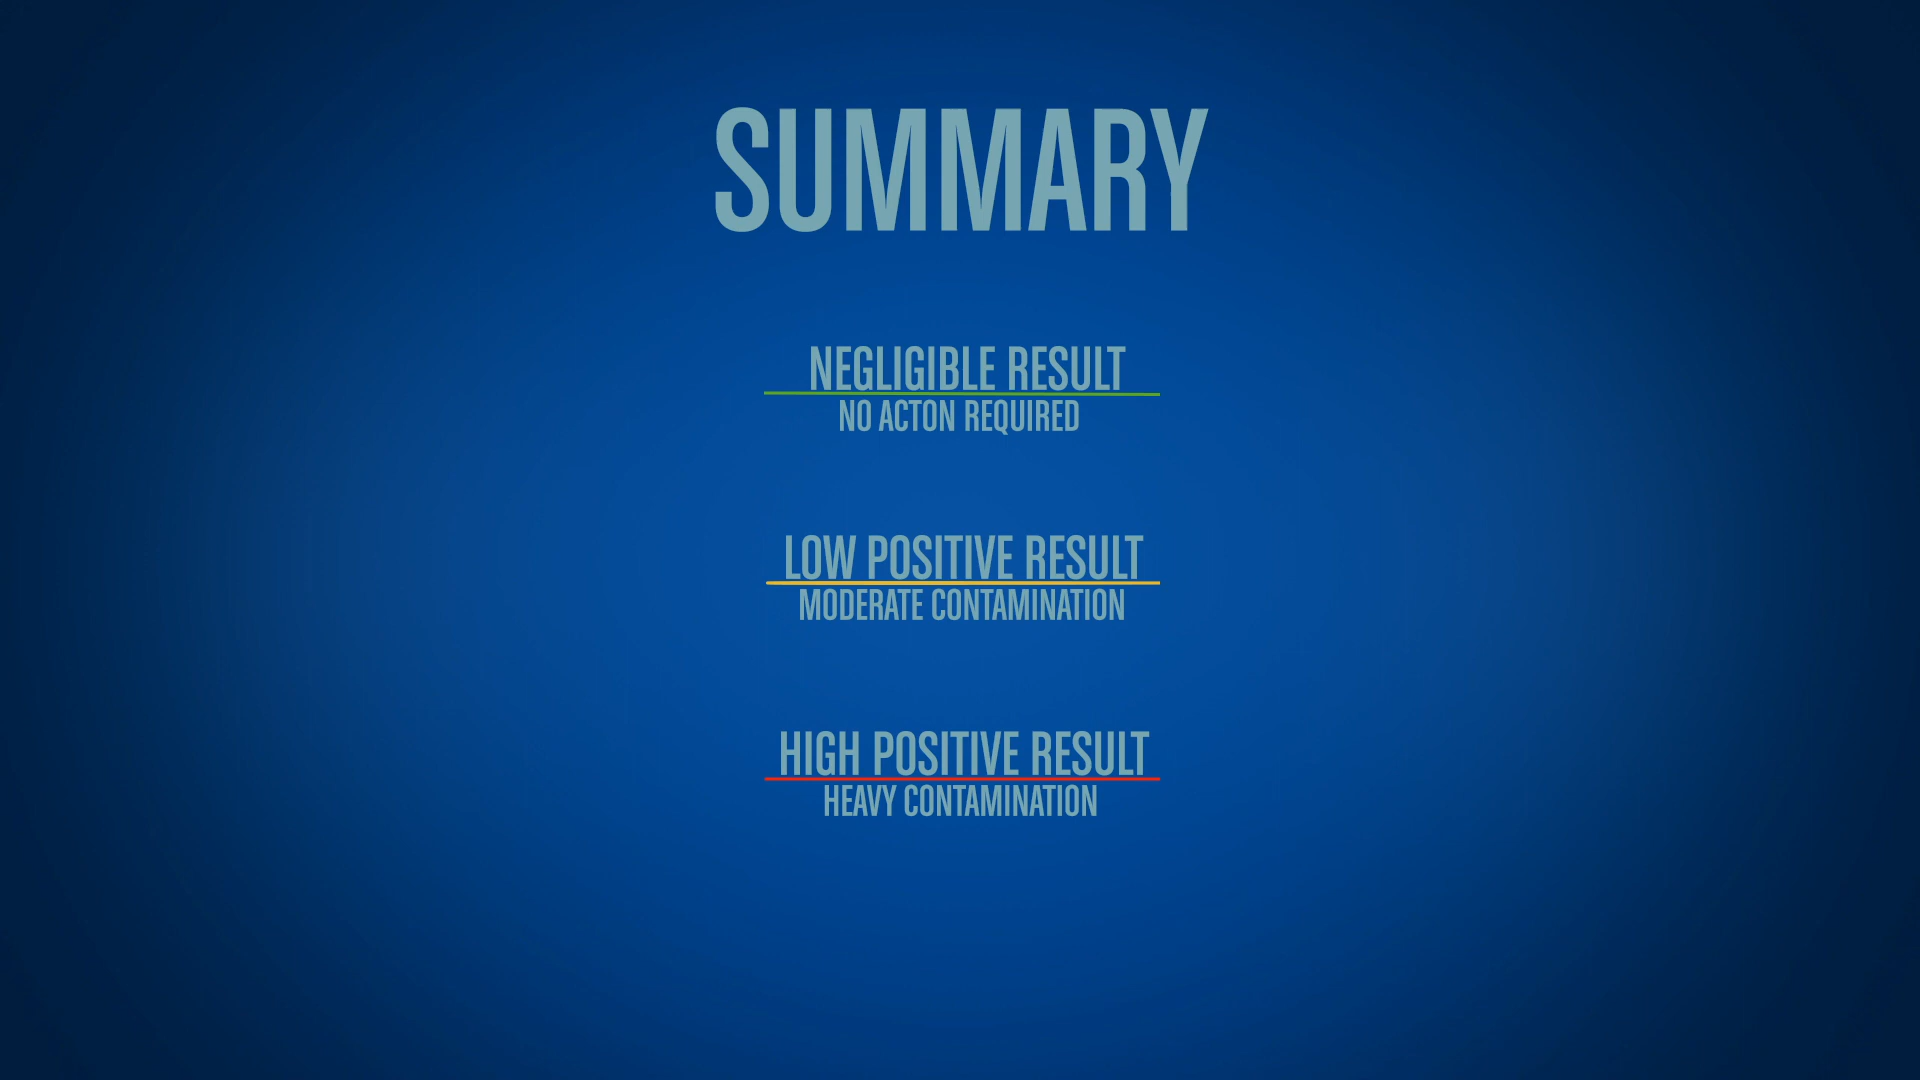 SUMMARY
NEGLIGIBLE RESULT
NO ACTON REQUIRED
LOW POSITIVE RESULT
MODERATE CONTAMINATION
HIGH POSITIVE RESULT
HEAVY CONTAMINATION